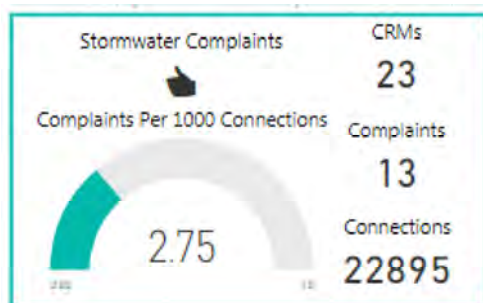 Stormwater Complaints
Complaints Per 1000 Connections
2.75
CRMs
23
Complaints
13
Connections
22895